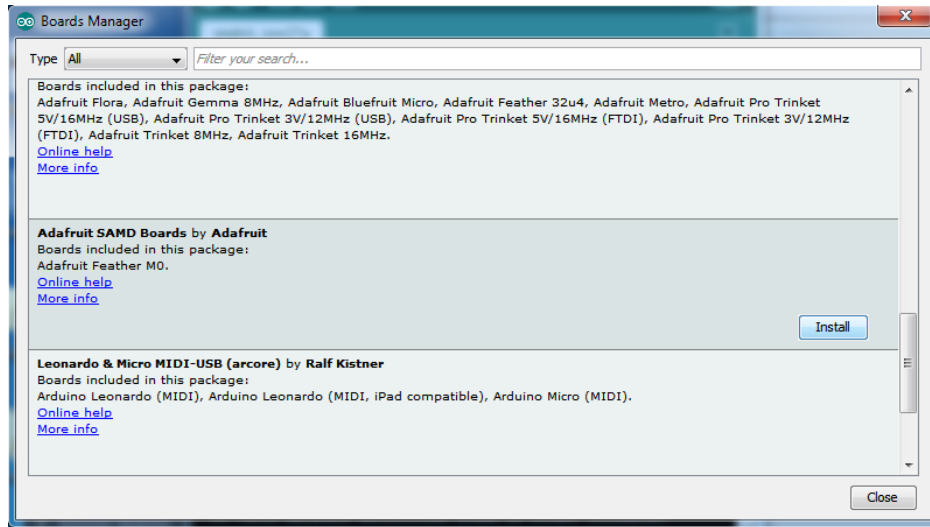 Boards Manager
Type All Filter your search...
Boards included in this package:
Adafruit Flora, Adafruit Gemma 8MHz, Adafruit Bluefruit Micro, Adafruit Feather 32u4, Adafruit Metro, Adafruit Pro Trinket
5V/16MHz (USB), Adafruit Pro Trinket 3V/12MHz (USB), Adafruit Pro Trinket 5V/16MHz (FTDI), Adafruit Pro Trinket 3V/12MHz
(FTDI), Adafruit Trinket 8MHz, Adafruit Trinket 16MHz.
Online help
More info
Adafruit SAMD Boards by Adafruit
Boards included in this package:
Adafruit Feather M0.
Online help
More info
Install
Leonardo & Micro MIDI-USB (arcore) by Ralf Kistner
Boards included in this package:
Arduino Leonardo (MIDI), Arduino Leonardo (MIDI, iPad compatible), Arduino Micro (MIDI).
Online help
More info
Close